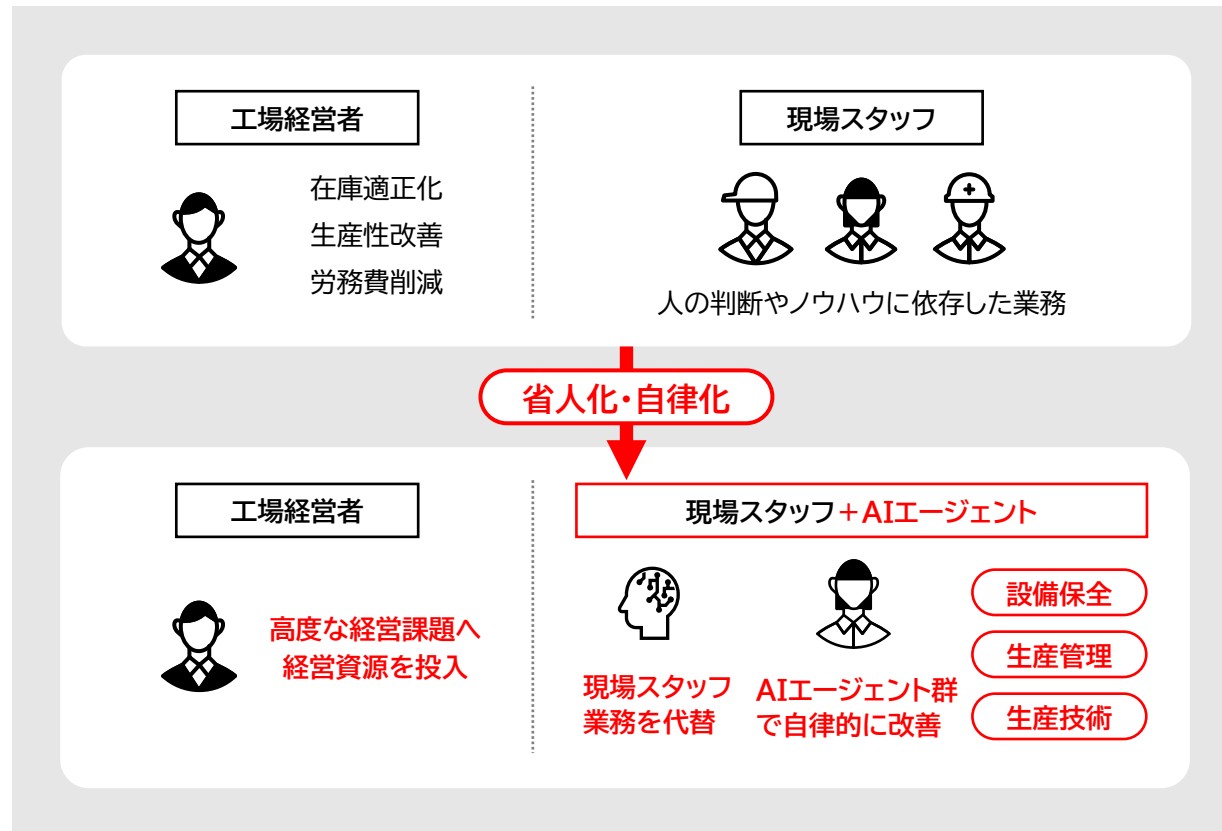 工場経営者
在庫適正化
生産性改善
労務費削減
現場スタッフ
人の判断やノウハウに依存した業務
省人化・自律化
工場経営者
高度な経営課題へ
経営資源を投入
現場スタッフ+AIエージェント
現場スタッフ
業務を代替
AIエージェント群
で自律的に改善
設備保全
生産管理
生産技術